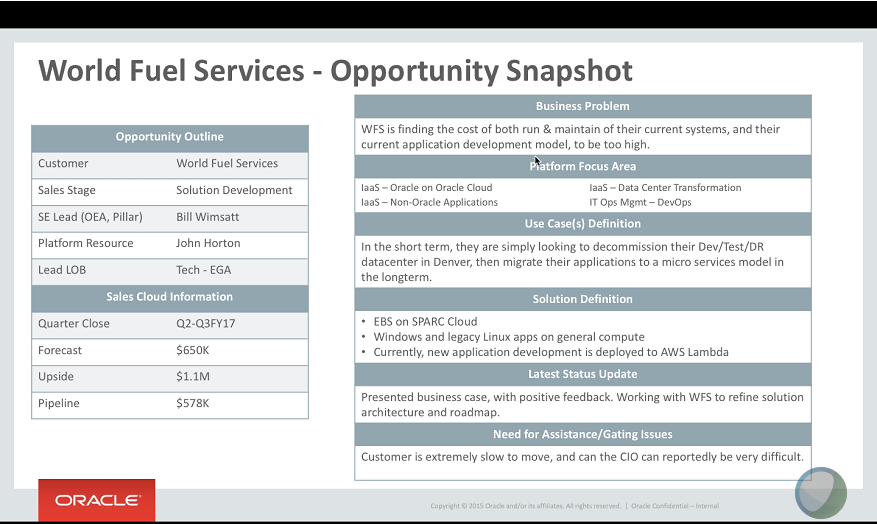 World Fuel Services - Opportunity Snapshot
Opportunity Outline
Customer World Fuel Services
Sales Stage Solution Development
SE Lead (OEA, Pillar) Bill Wimsatt
Platform Resource John Horton
Lead LOB Tech - EGA
Sales Cloud Information
Quarter Close Q2-Q3FY17
Forecast $650K
Upside $1.1M
Pipeline $578K
Business Problem
WFS is finding the cost of both run & maintain of their current systems, and their
current application development model, to be too high.
Platform Focus Area
IaaS – Oracle on Oracle Cloud IaaS – Data Center Transformation
IaaS – Non-Oracle Applications IT Ops Mgmt – DevOps
Use Case(s) Definition
In the short term, they are simply looking to decommission their Dev/Test/DR
datacenter in Denver, then migrate their applications to a micro services model in
the longterm.
Solution Definition
• EBS on SPARC Cloud
• Windows and legacy Linux apps on general compute
• Currently, new application development is deployed to AWS Lambda
Latest Status Update
Presented business case, with positive feedback. Working with WFS to refine solution
architecture and roadmap.
Need for Assistance/Gating Issues
Customer is extremely slow to move, and can the CIO can reportedly be very difficult.
ORACLE®
Copyright © 2015 Oracle and/or its affiliates. All rights reserved. | Oracle Confidential – Internal